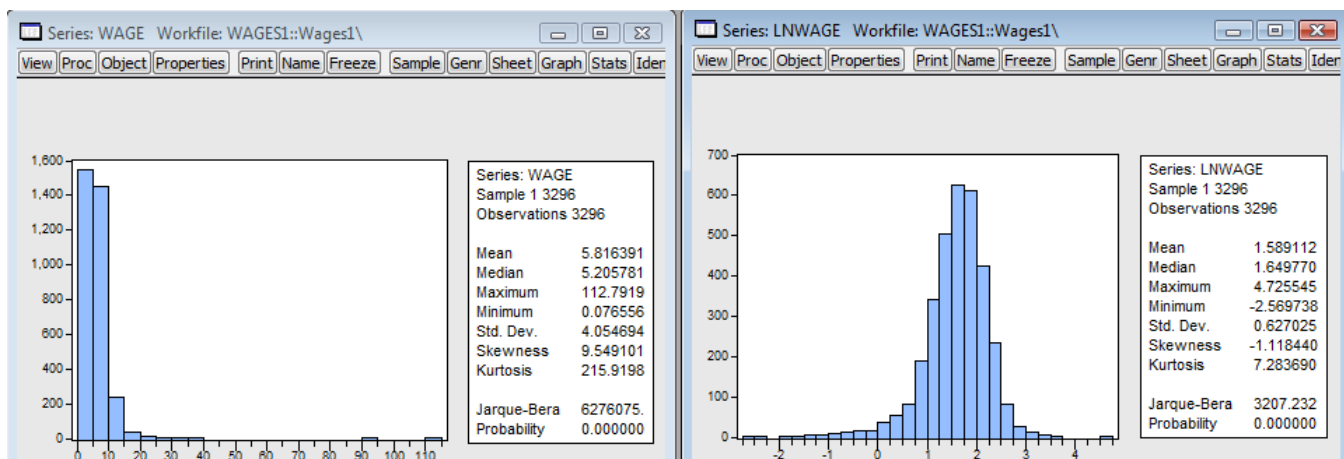 Series: WAGE Workfile: WAGES1::Wages1\
View Proc Object Properties Print Name Freeze Sample Genr Sheet Graph Stats Iden
1,600
1,400
1,200
1,000
800
600
400
200
0
0 10 20 30 40 50 60 70 80 90 100 110
Series: WAGE
Sample 1 3296
Observations 3296
Mean 5.816391
Median 5.205781
Maximum 112.7919
Minimum 0.076556
Std. Dev. 4.054694
Skewness 9.549101
Kurtosis 215.9198
Jarque-Bera 6276075.
Probability 0.000000
Series: LNWAGE Workfile: WAGES1::Wages1\
View Proc Object Properties Print Name Freeze Sample Genr Sheet Graph Stats Iden
700
600
500
400
300
200
100
0
-2 -1 0 1 2 3 4
Series: LNWAGE
Sample 1 3296
Observations 3296
Mean 1.589112
Median 1.649770
Maximum 4.725545
Minimum -2.569738
Std. Dev. 0.627025
Skewness -1.118440
Kurtosis 7.283690
Jarque-Bera 3207.232
Probability 0.000000